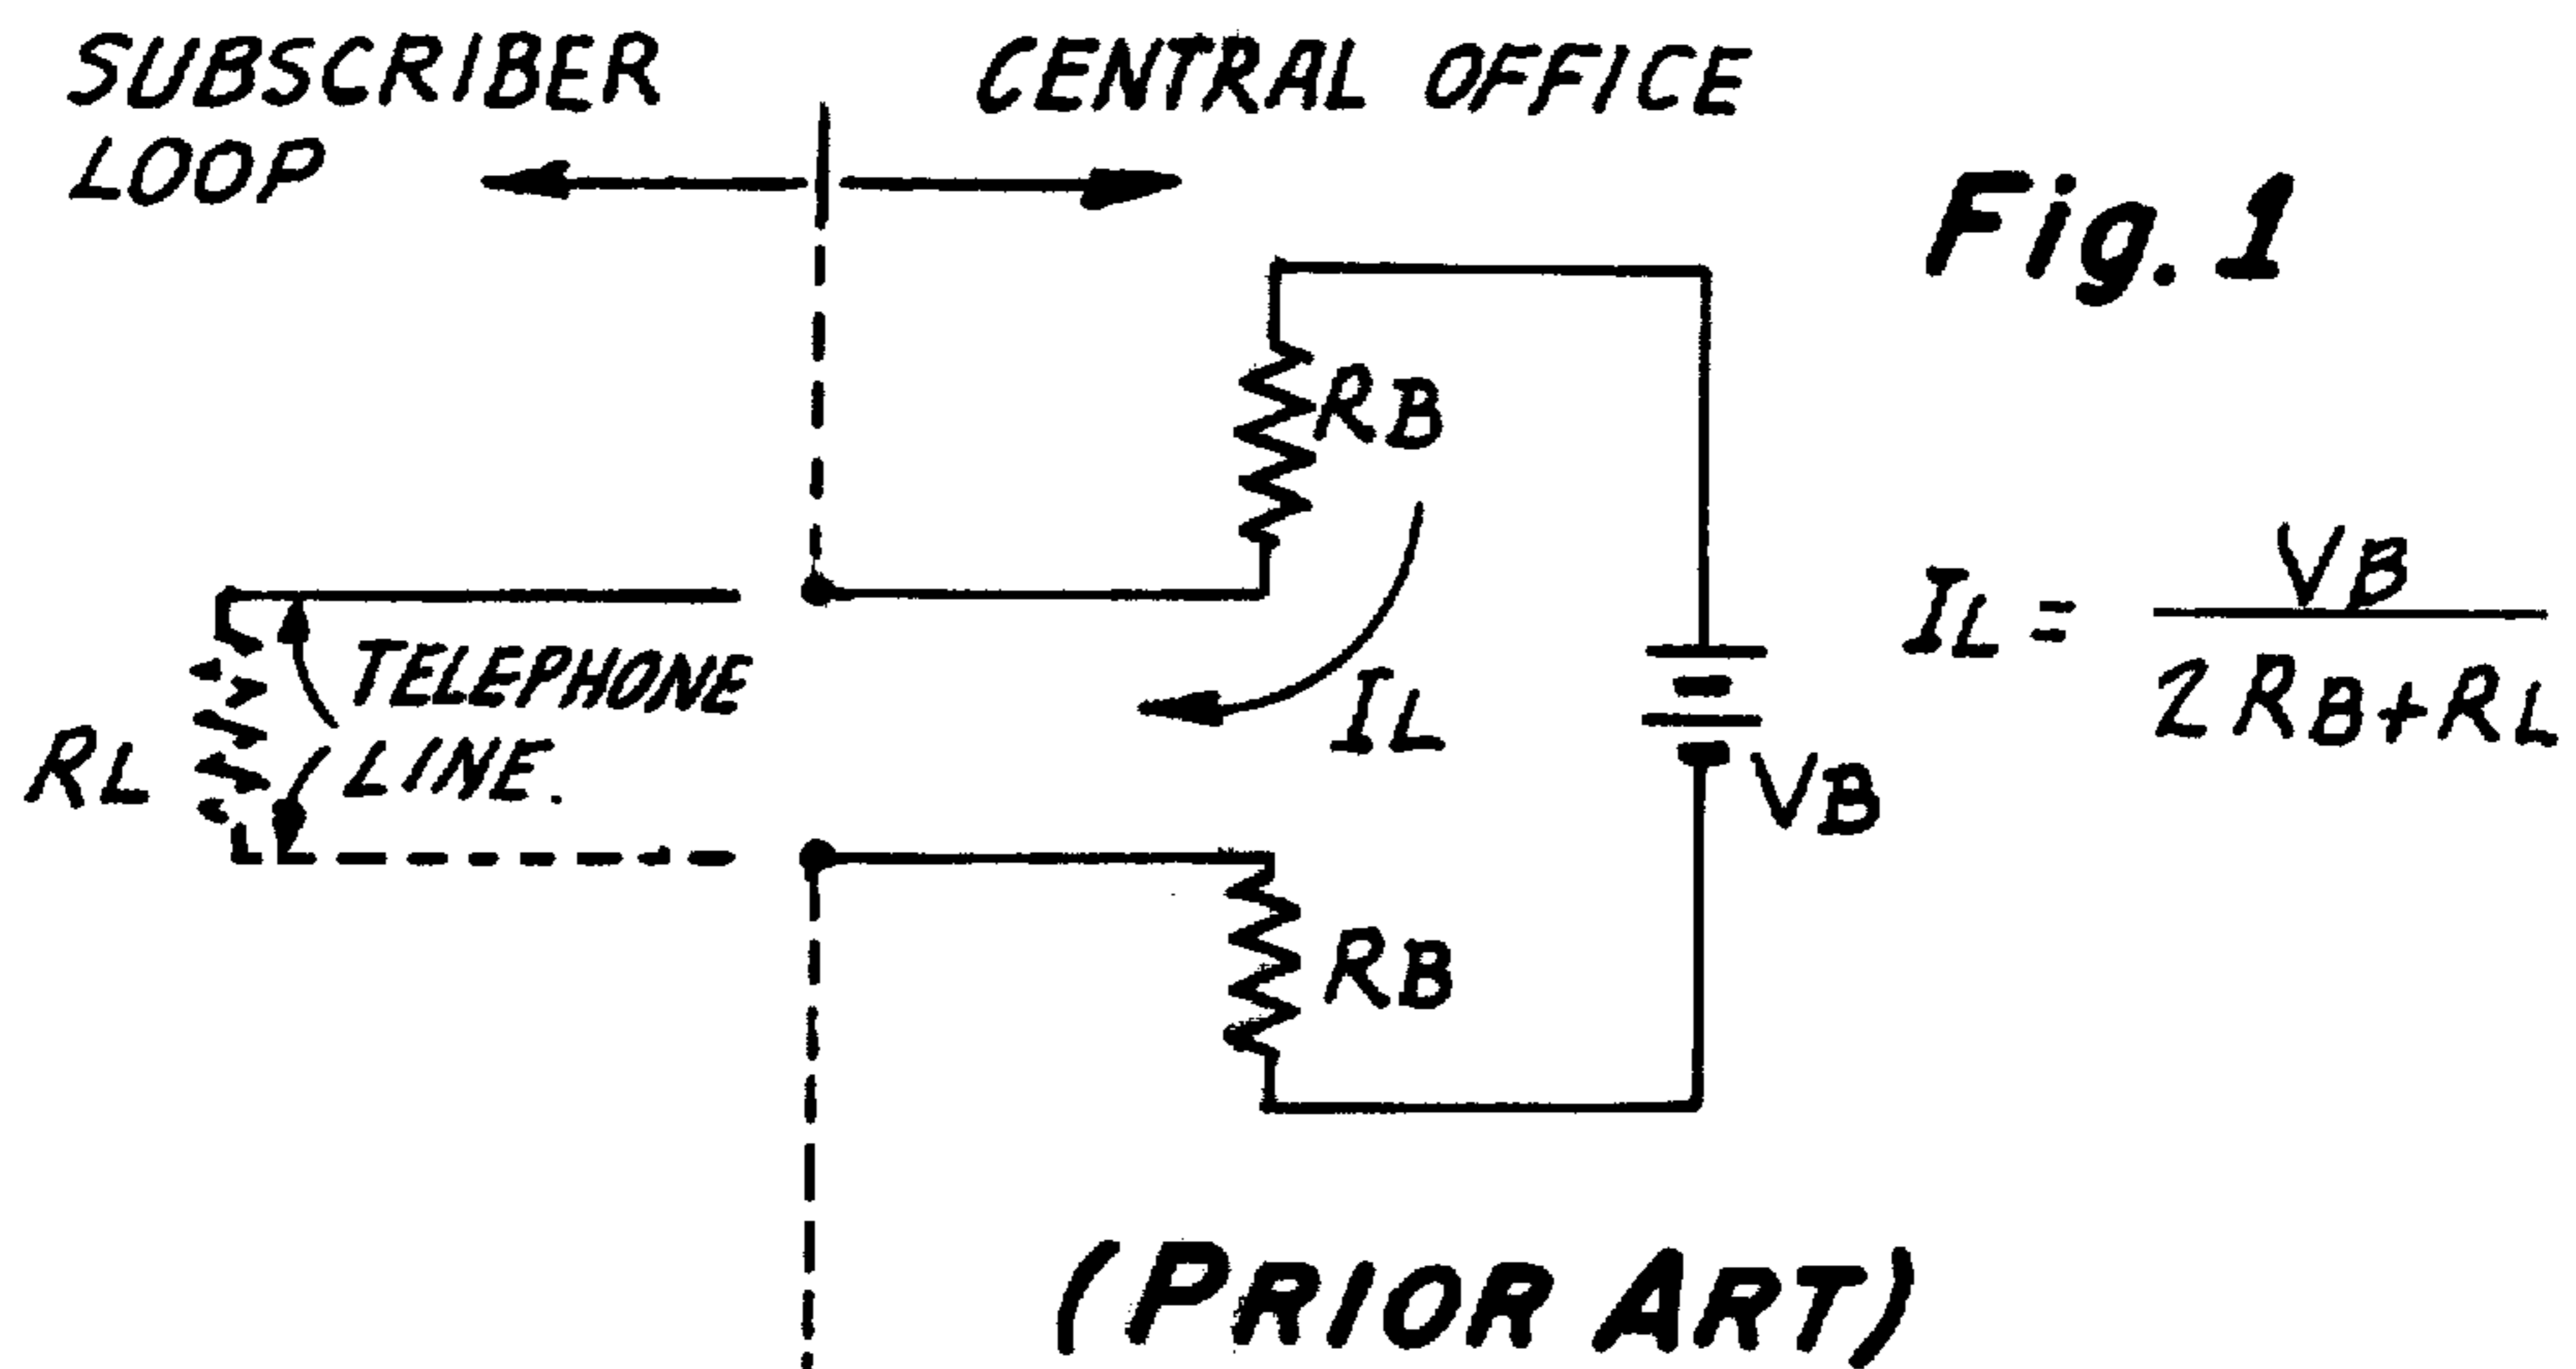 SUBSCRIBER
LOOP
CENTRAL OFFICE
Fig. 1
RB
TELEPHONE
LINE.
RL
IL
VB
IL = VB / 2RB+RL
RB
(PRIOR ART)